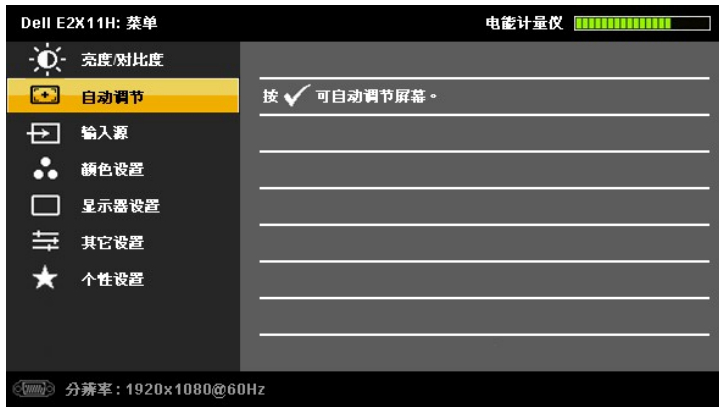 Dell E2X11H: 菜单 电能计量仪
亮度/对比度
自动调节 按 ✓ 可自动调节屏幕。
输入源
颜色设置
显示器设置
其它设置
个性设置
分辨率: 1920x1080@60Hz